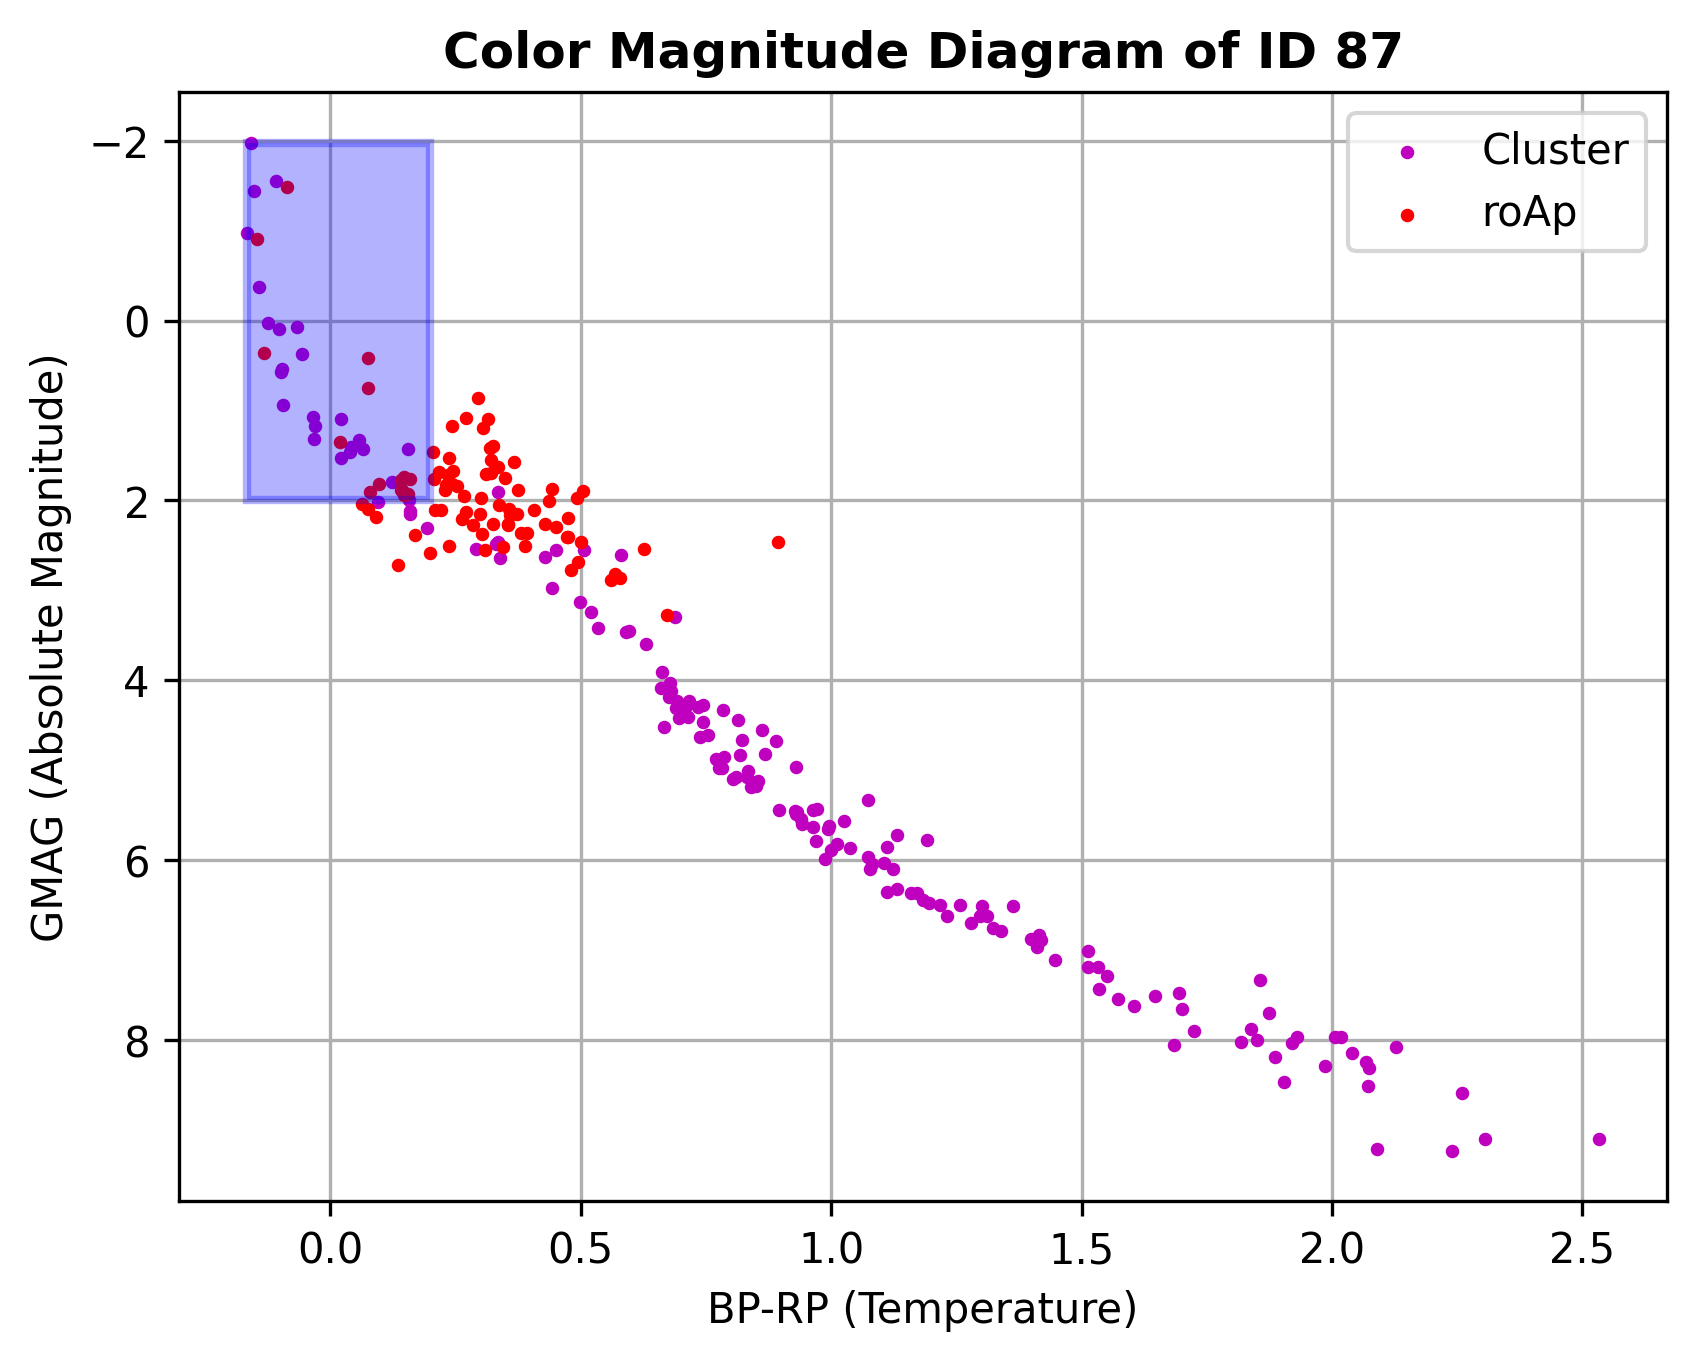 Color Magnitude Diagram of ID 87
Cluster
roAp
−2
0
2
4
6
8
GMAG (Absolute Magnitude)
0.0 0.5 1.0 1.5 2.0 2.5
BP-RP (Temperature)